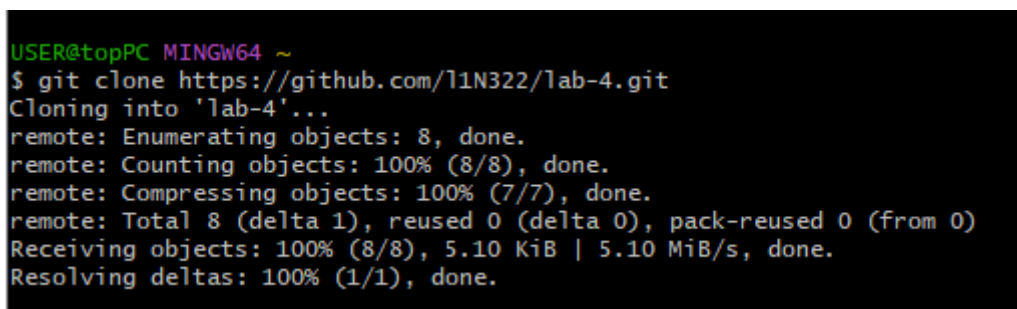 USER@topPC MINGW64 ~
$ git clone https://github.com/l1N322/lab-4.git
Cloning into 'lab-4'...
remote: Enumerating objects: 8, done.
remote: Counting objects: 100% (8/8), done.
remote: Compressing objects: 100% (7/7), done.
remote: Total 8 (delta 1), reused 0 (delta 0), pack-reused 0 (from 0)
Receiving objects: 100% (8/8), 5.10 KiB | 5.10 MiB/s, done.
Resolving deltas: 100% (1/1), done.